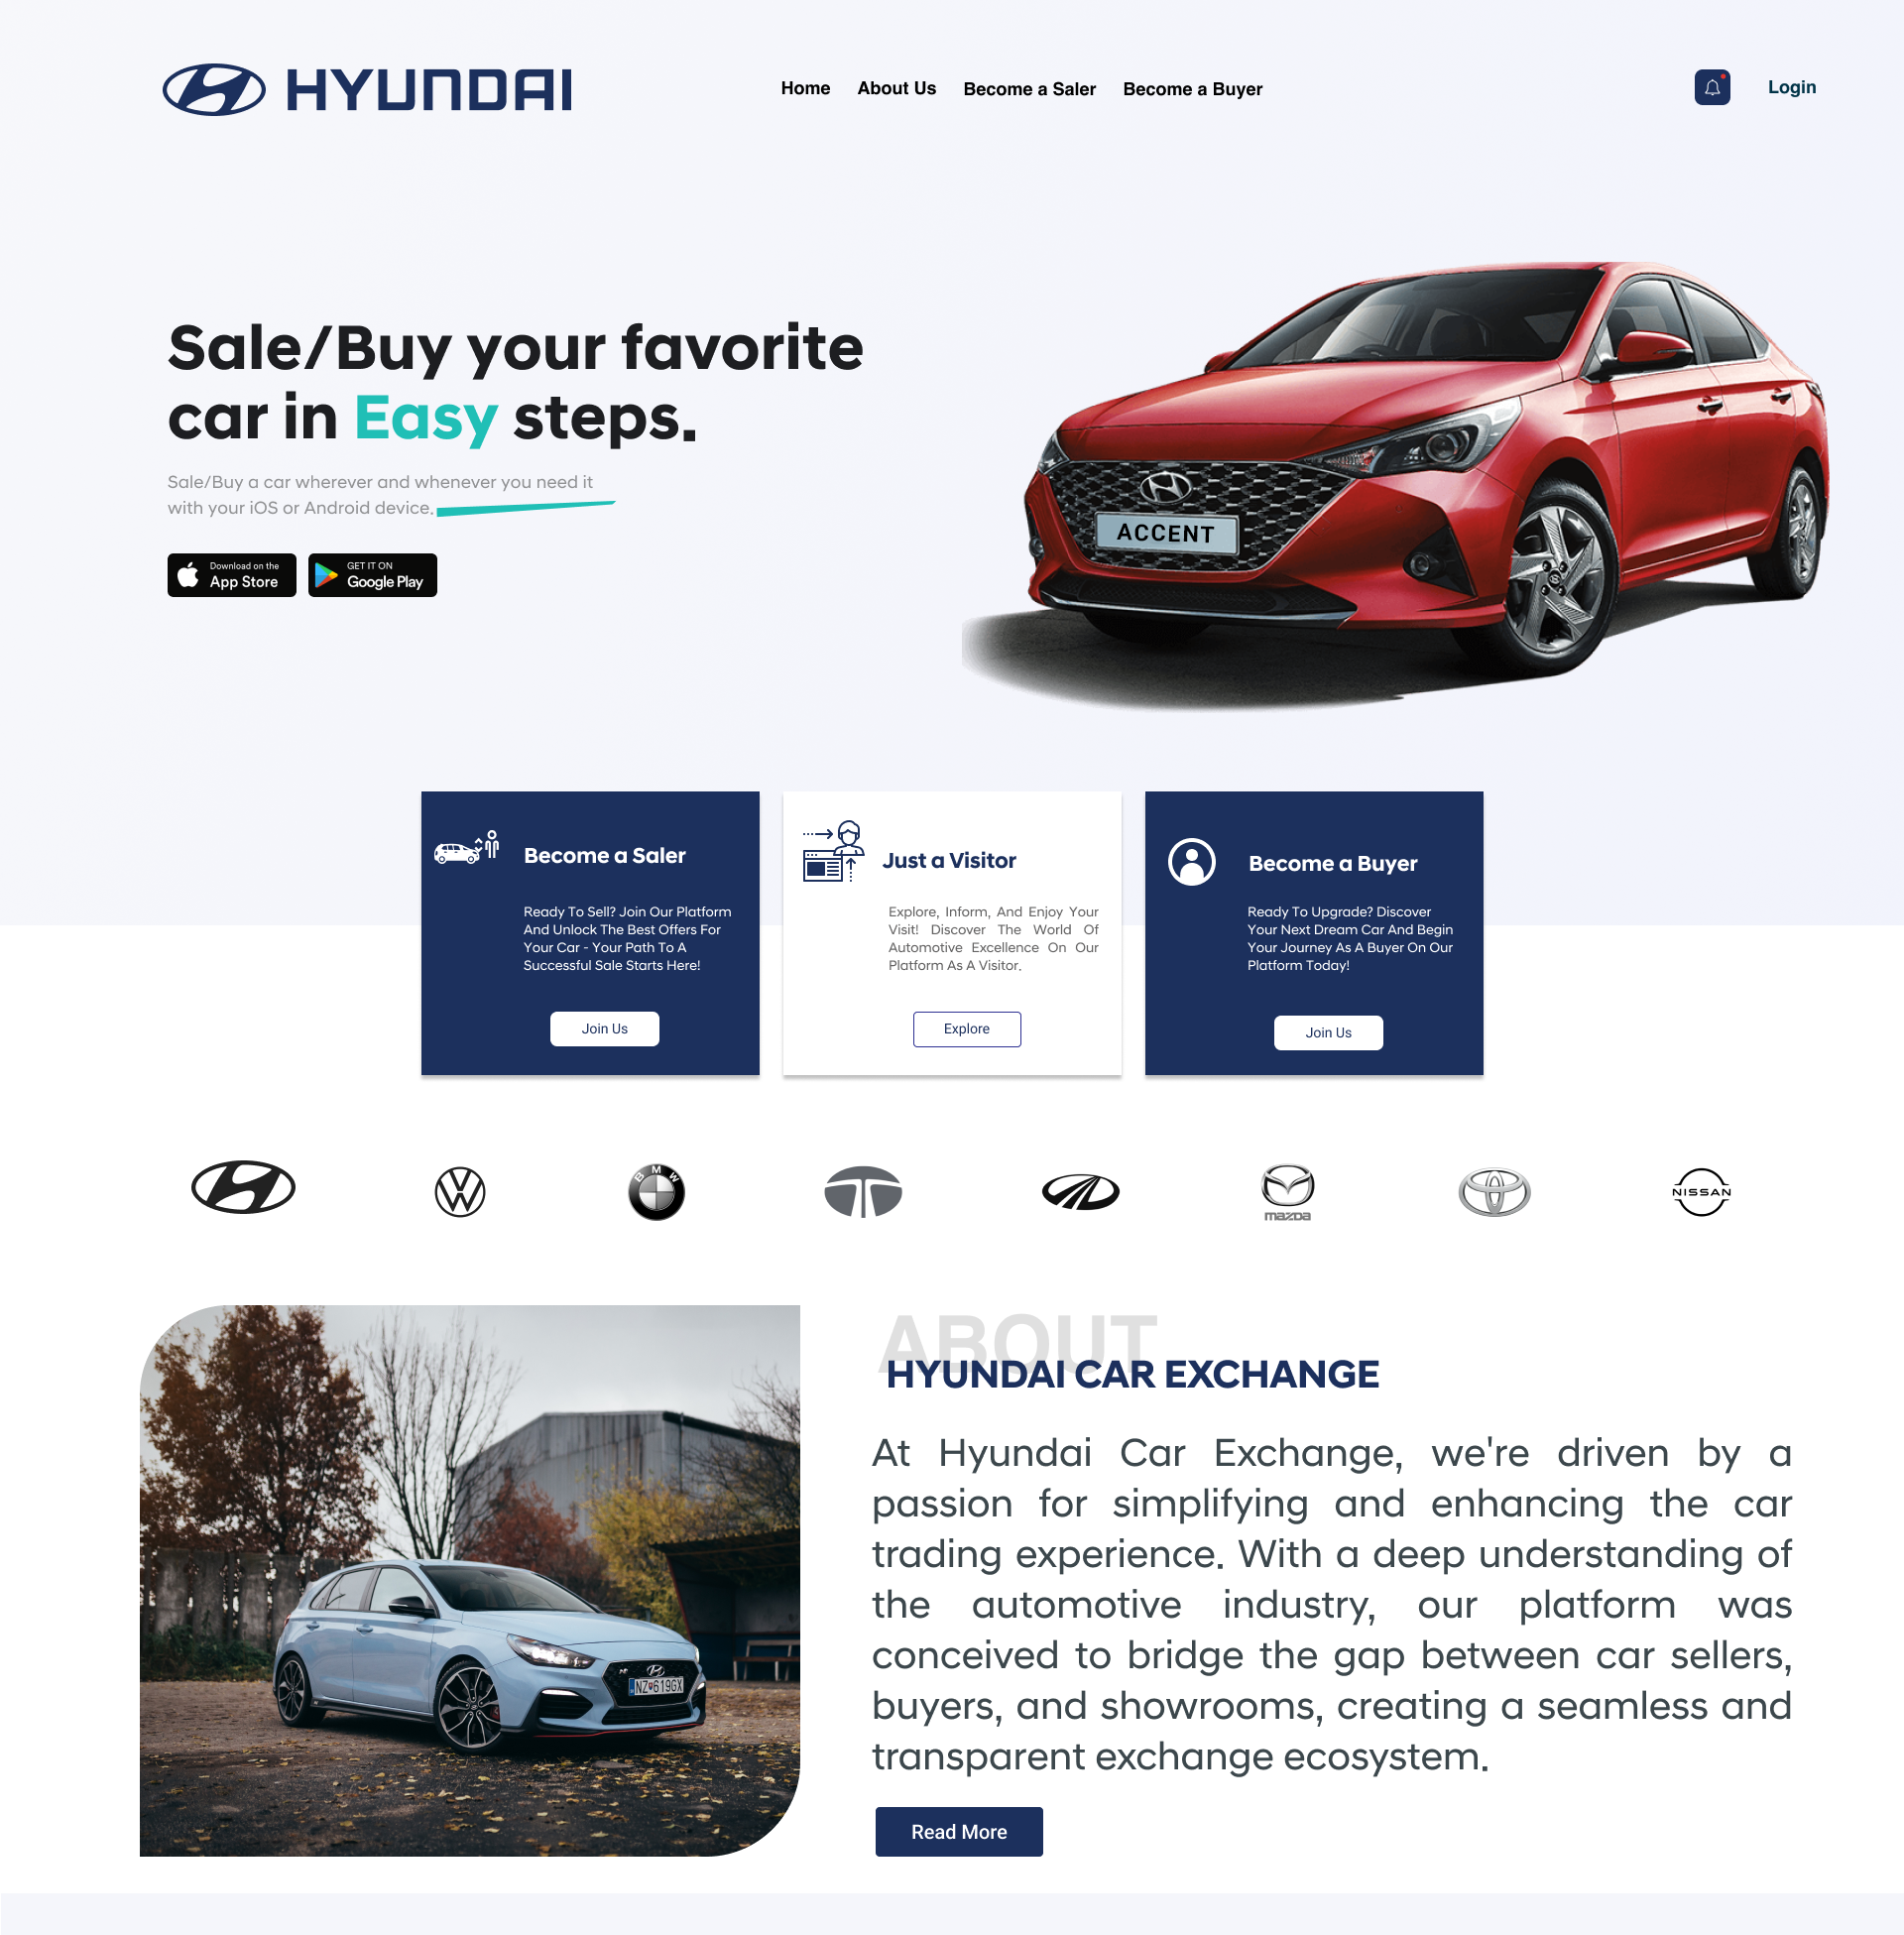 HYUNDAI
Home About Us Become a Saler Become a Buyer
Login
Sale/Buy your favorite
car in Easy steps.
Sale/Buy a car wherever and whenever you need it
with your iOS or Android device.
Download on the
App Store
GET IT ON
Google Play
ACCENT
Become a Saler
Ready To Sell? Join Our Platform
And Unlock The Best Offers For
Your Car - Your Path To A
Successful Sale Starts Here!
Join Us
Just a Visitor
Explore, Inform, And Enjoy Your
Visit! Discover The World Of
Automotive Excellence On Our
Platform As A Visitor.
Explore
Become a Buyer
Ready To Upgrade? Discover
Your Next Dream Car And Begin
Your Journey As A Buyer On Our
Platform Today!
Join Us
BMW
mazda
NISSAN
NZ 619GX
ABOUT
HYUNDAI CAR EXCHANGE
At Hyundai Car Exchange, we're driven by a
passion for simplifying and enhancing the car
trading experience. With a deep understanding of
the automotive industry, our platform was
conceived to bridge the gap between car sellers,
buyers, and showrooms, creating a seamless and
transparent exchange ecosystem.
Read More